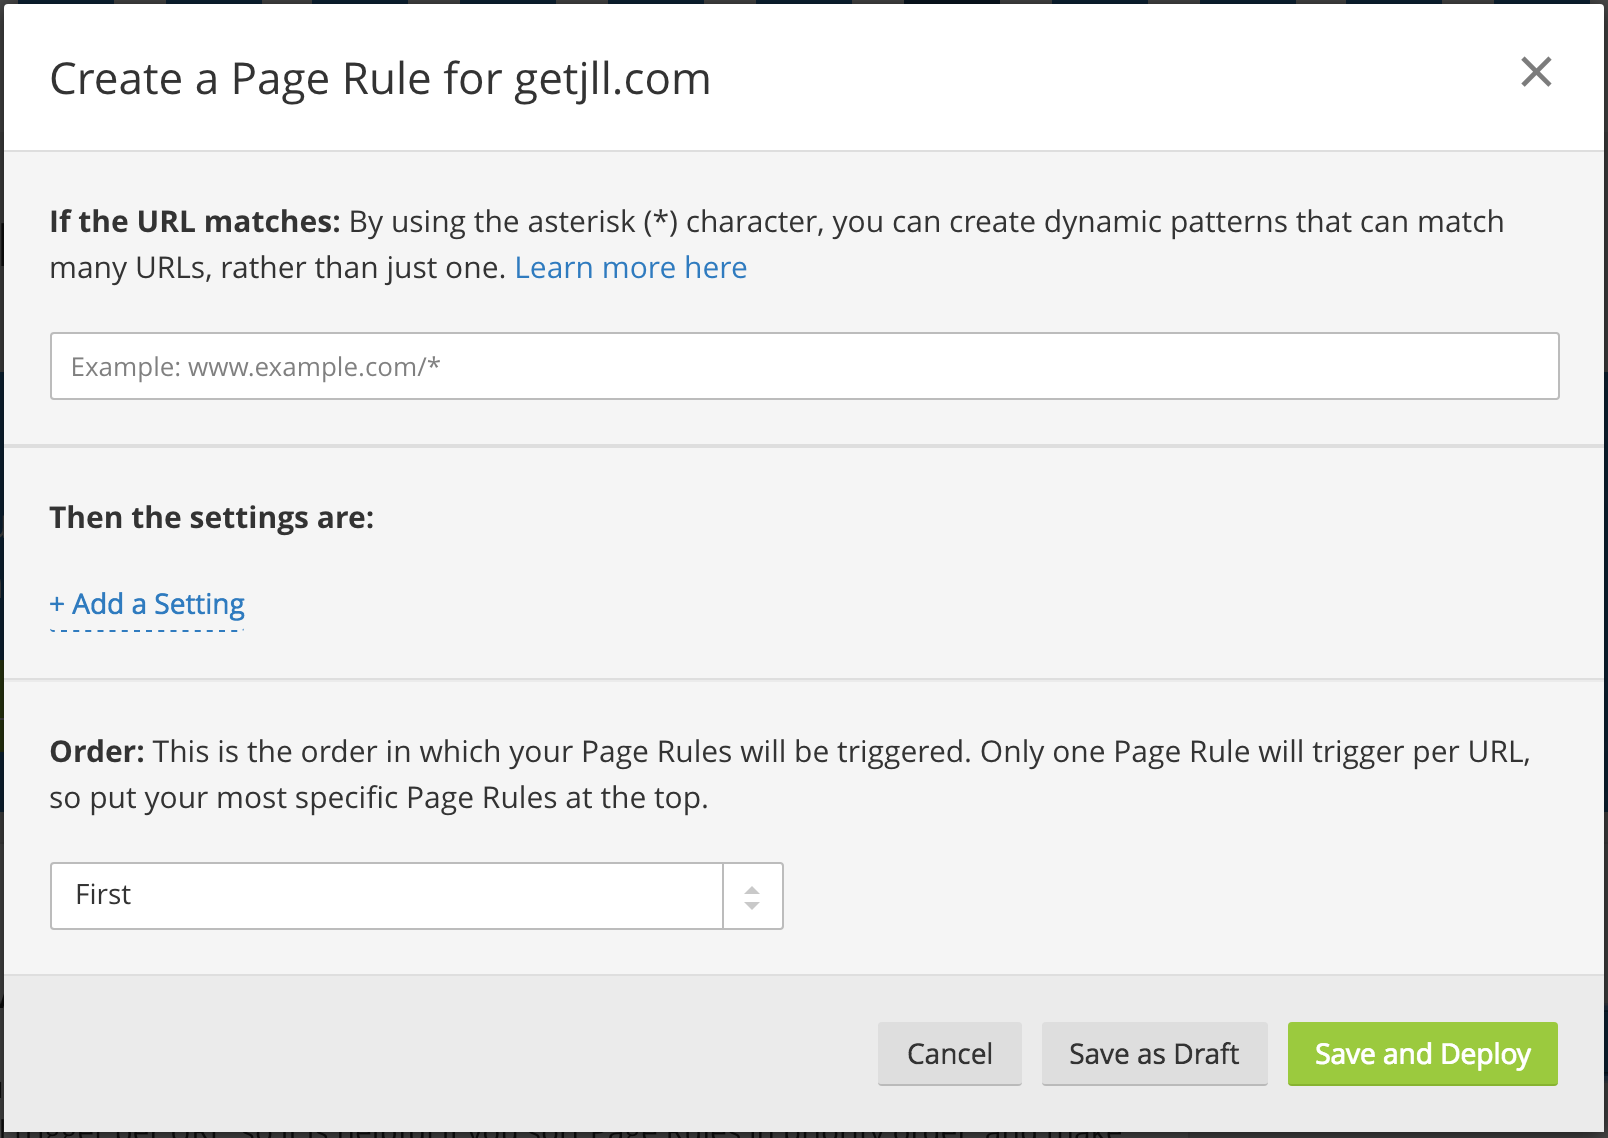 Create a Page Rule for getjll.com
If the URL matches: By using the asterisk (*) character, you can create dynamic patterns that can match
many URLs, rather than just one. Learn more here
Example: www.example.com/*
Then the settings are:
+ Add a Setting
Order: This is the order in which your Page Rules will be triggered. Only one Page Rule will trigger per URL,
so put your most specific Page Rules at the top.
First
Cancel
Save as Draft
Save and Deploy